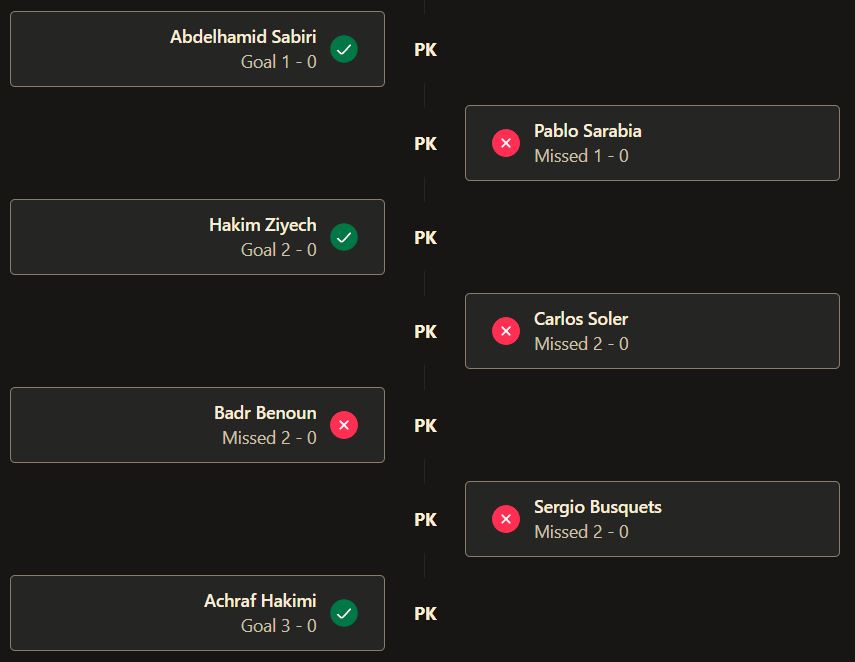 Abdelhamid Sabiri
Goal 1 - 0
PK
PK
Pablo Sarabia
Missed 1 - 0
Hakim Ziyech
Goal 2 - 0
PK
PK
Carlos Soler
Missed 2 - 0
Badr Benoun
Missed 2 - 0
PK
PK
Sergio Busquets
Missed 2 - 0
Achraf Hakimi
Goal 3 - 0
PK